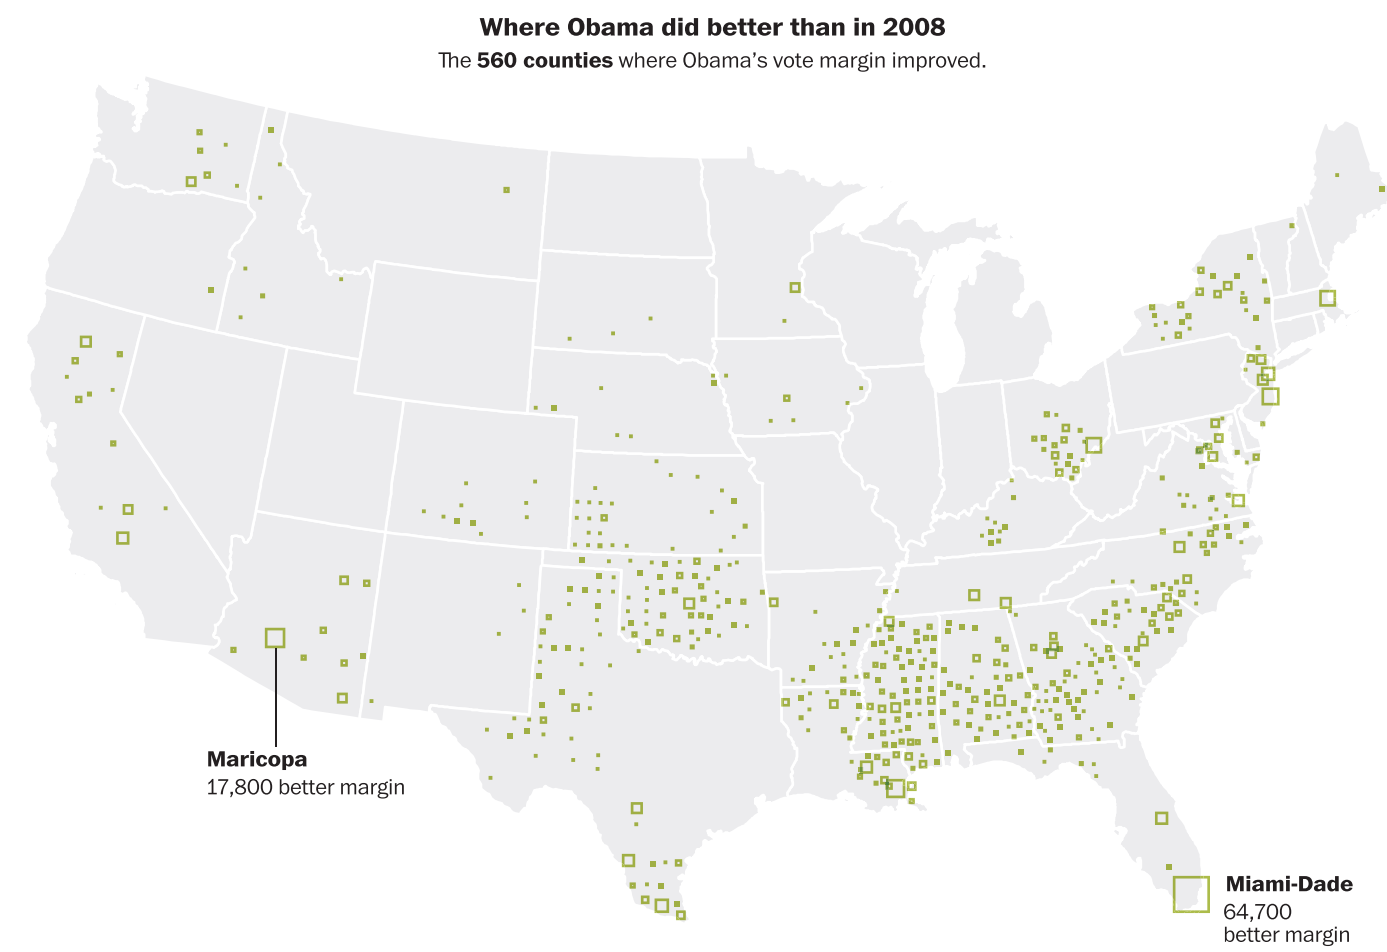 Where Obama did better than in 2008
The 560 counties where Obama’s vote margin improved.
Maricopa
17,800 better margin
Miami-Dade
64,700
better margin